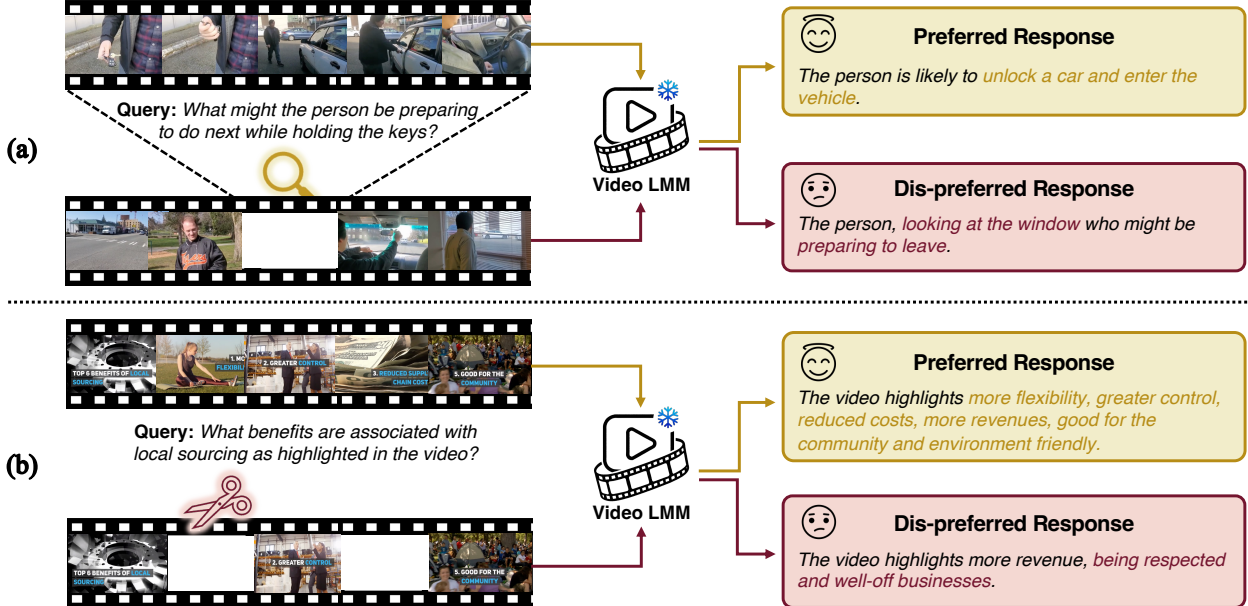 (a)
Query: What might the person be preparing
to do next while holding the keys?
Video LMM
Preferred Response
The person is likely to unlock a car and enter the
vehicle.
Dis-preferred Response
The person, looking at the window who might be
preparing to leave.
(b)
TOP 6 BENEFITS OF LOCAL
SOURCING
1. MO
FLEXIBIL
2. GREATER CONTROL
3. REDUCED SUPPL
CHAIN COST
5. GOOD FOR THE
COMMUNITY
Query: What benefits are associated with
local sourcing as highlighted in the video?
TOP 6 BENEFITS OF LOCAL
SOURCING
2. GREATER CONTROL
5. GOOD FOR THE
COMMUNITY
Video LMM
Preferred Response
The video highlights more flexibility, greater control,
reduced costs, more revenues, good for the
community and environment friendly.
Dis-preferred Response
The video highlights more revenue, being respected
and well-off businesses.